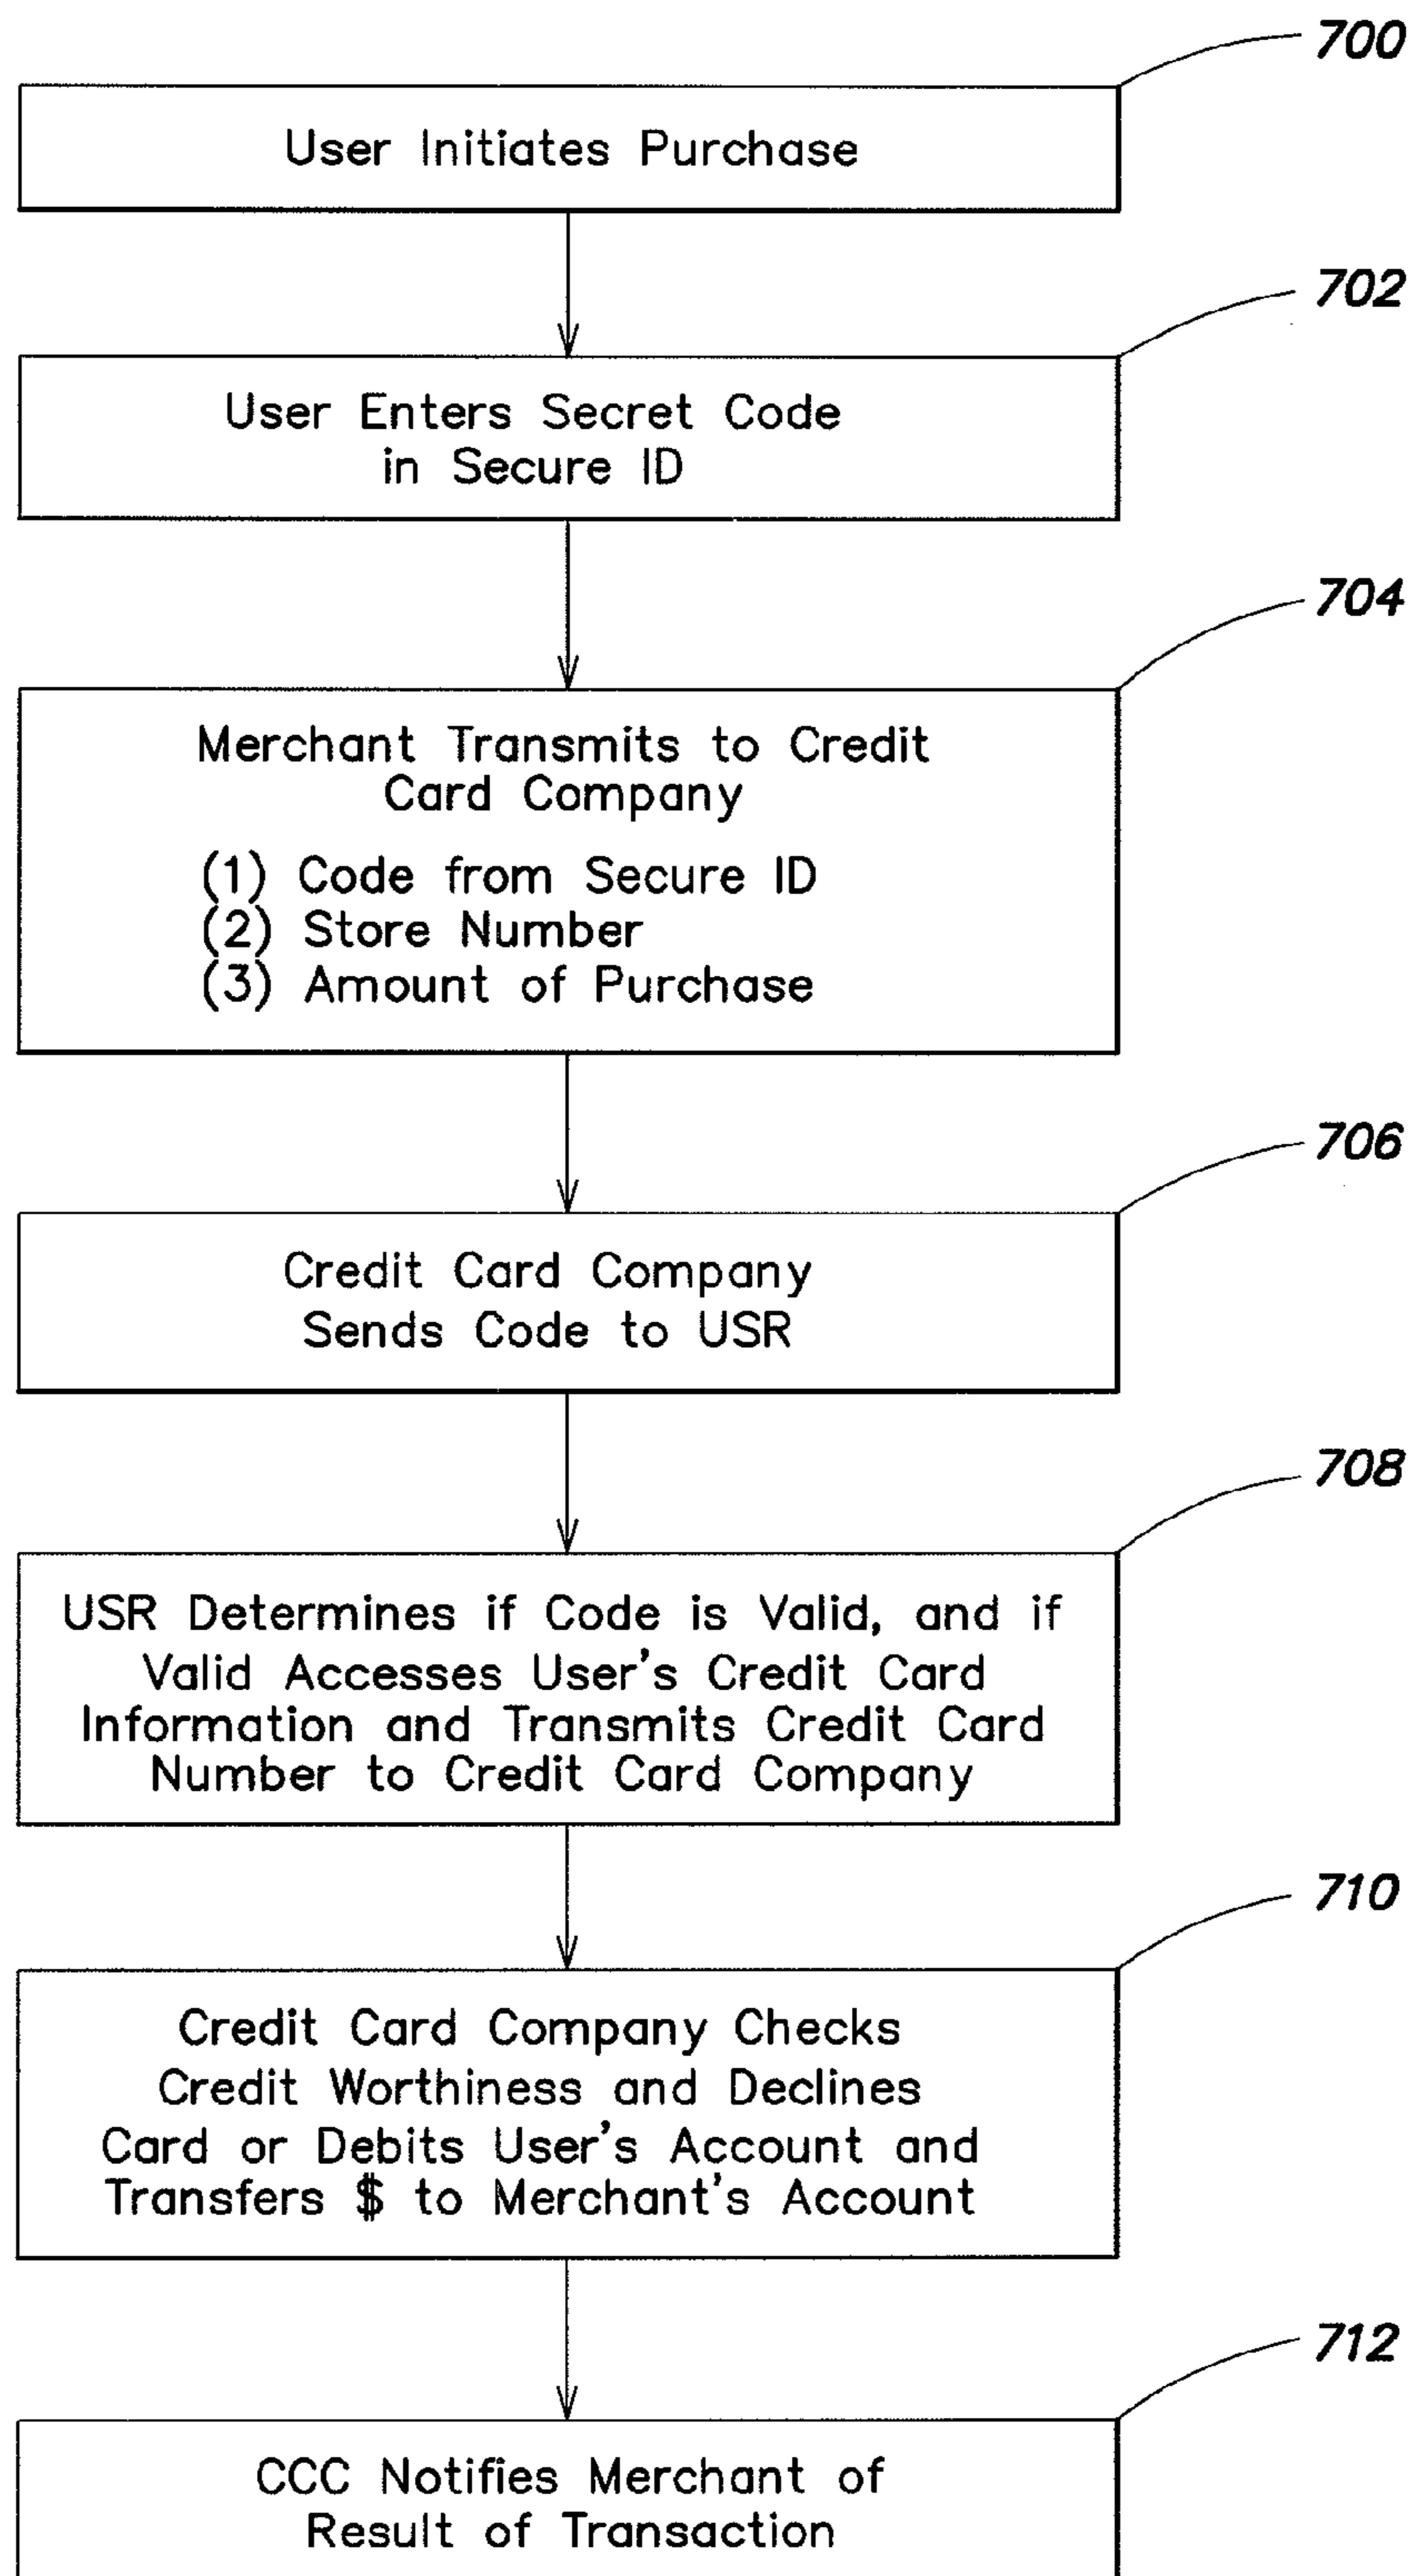 700
User Initiates Purchase
702
User Enters Secret Code
in Secure ID
704
Merchant Transmits to Credit
Card Company
(1) Code from Secure ID
(2) Store Number
(3) Amount of Purchase
706
Credit Card Company
Sends Code to USR
708
USR Determines if Code is Valid, and if
Valid Accesses User's Credit Card
Information and Transmits Credit Card
Number to Credit Card Company
710
Credit Card Company Checks
Credit Worthiness and Declines
Card or Debits User's Account and
Transfers $ to Merchant's Account
712
CCC Notifies Merchant of
Result of Transaction